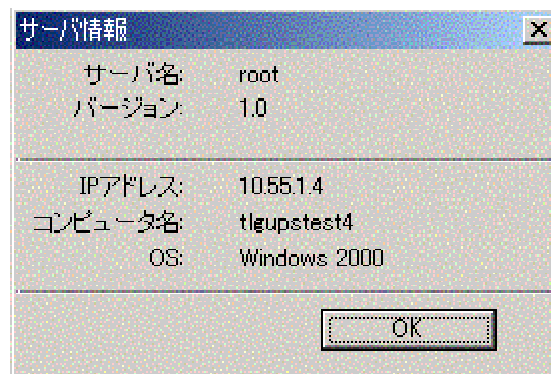 サーバ情報
サーバ名: root
バージョン: 1.0
IPアドレス: 10.55.1.4
コンピュータ名: tlgupstest4
OS: Windows 2000
OK